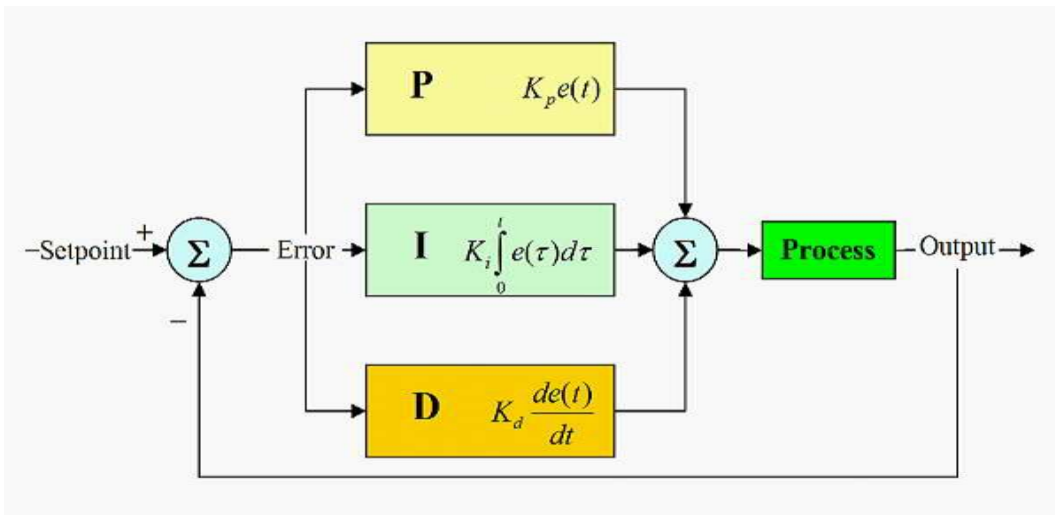 P K_p e(t)
+
Setpoint
Σ
Error
I K_i ∫_0^t e(τ)dτ
Σ
Process
Output
−
D K_d de(t)/dt